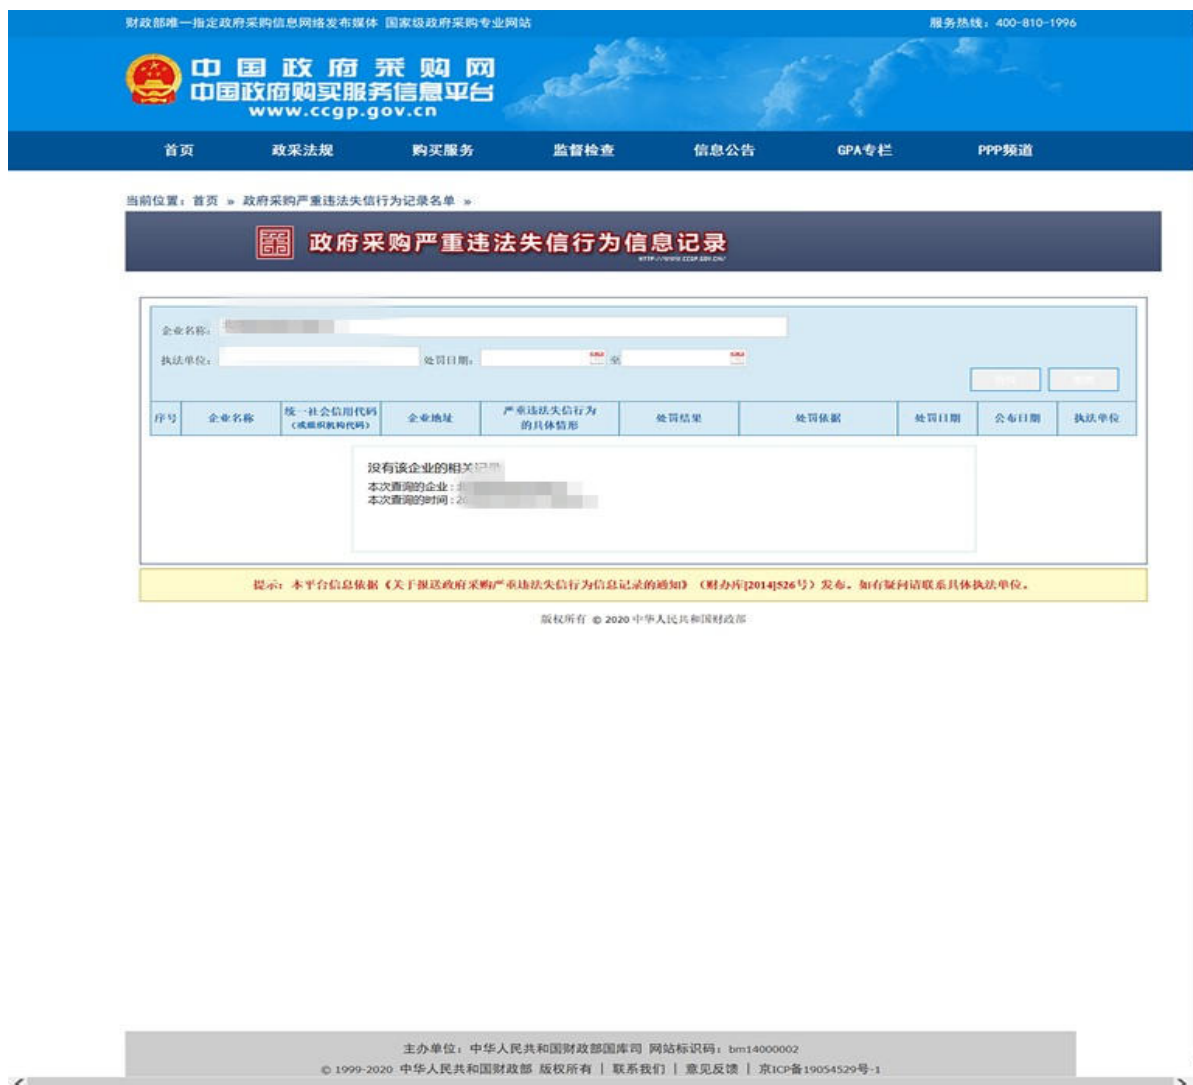 财政部唯一指定政府采购信息网络发布媒体 国家级政府采购专业网站
服务热线：400-810-1996
中国政府采购网
中国政府购买服务信息平台
www.ccgp.gov.cn
首页 政采法规 购买服务 监督检查 信息公告 GPA专栏 PPP频道
当前位置：首页 » 政府采购严重违法失信行为记录名单 »
政府采购严重违法失信行为信息记录
HTTP://WWW.CCGP.GOV.CN/
企业名称：
执法单位： 处罚日期： 至
序号 企业名称 统一社会信用代码 企业地址 严重违法失信行为 处罚结果 处罚依据 处罚日期 公布日期 执法单位
（或组织机构代码） 的具体情形
没有该企业的相关记录
本次查询的企业：北
本次查询的时间：20
提示：本平台信息依据《关于报送政府采购严重违法失信行为信息记录的通知》（财办库[2014]526号）发布。如有疑问请联系具体执法单位。
版权所有 © 2020 中华人民共和国财政部
主办单位：中华人民共和国财政部国库司 网站标识码：bm14000002
© 1999-2020 中华人民共和国财政部 版权所有 | 联系我们 | 意见反馈 | 京ICP备19054529号-1